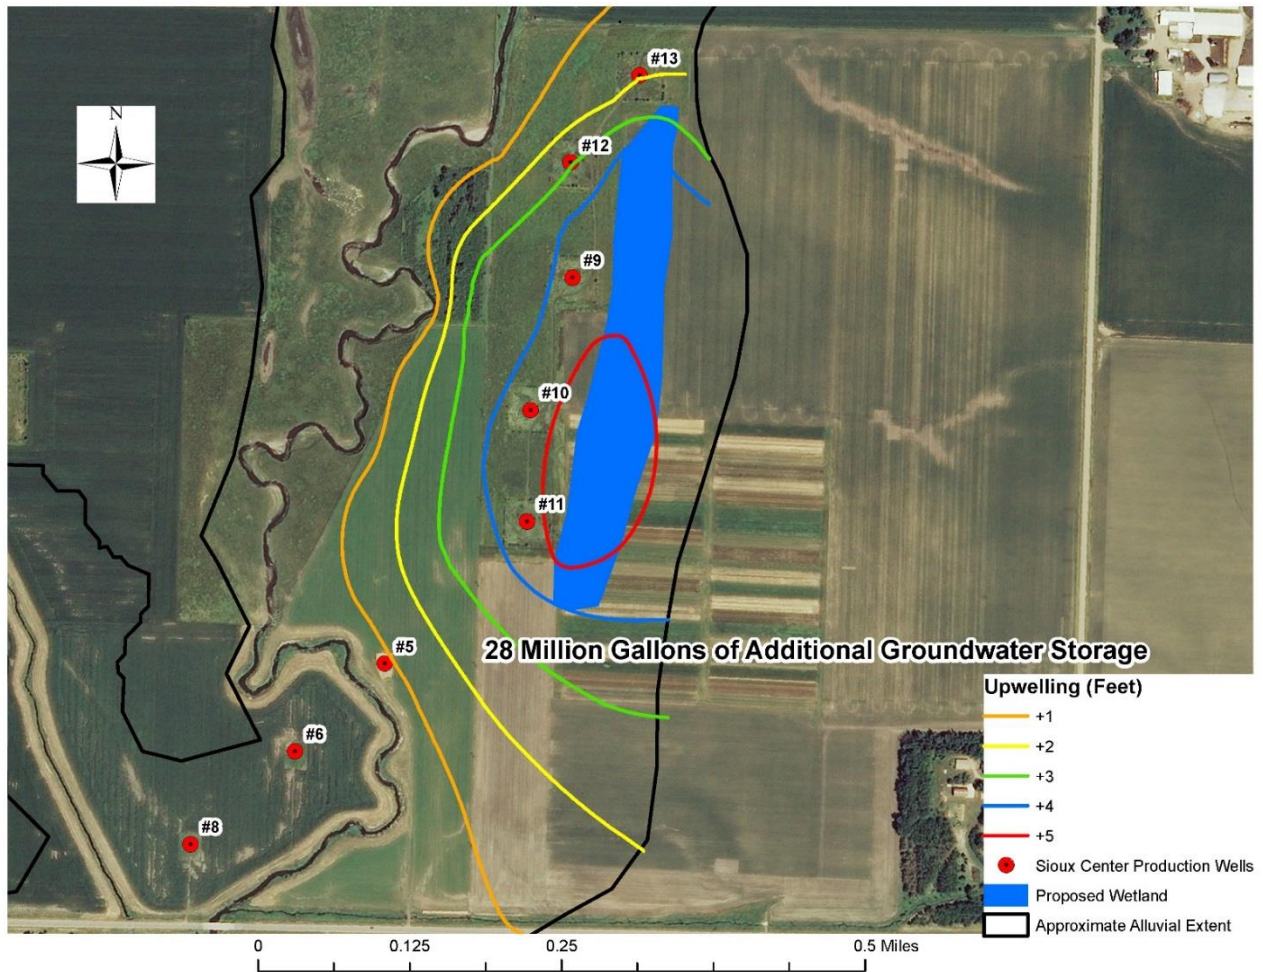 N
#13
#12
#9
#10
#11
#5
28 Million Gallons of Additional Groundwater Storage
#6
#8
Upwelling (Feet)
+1
+2
+3
+4
+5
Sioux Center Production Wells
Proposed Wetland
Approximate Alluvial Extent
0 0.125 0.25 0.5 Miles